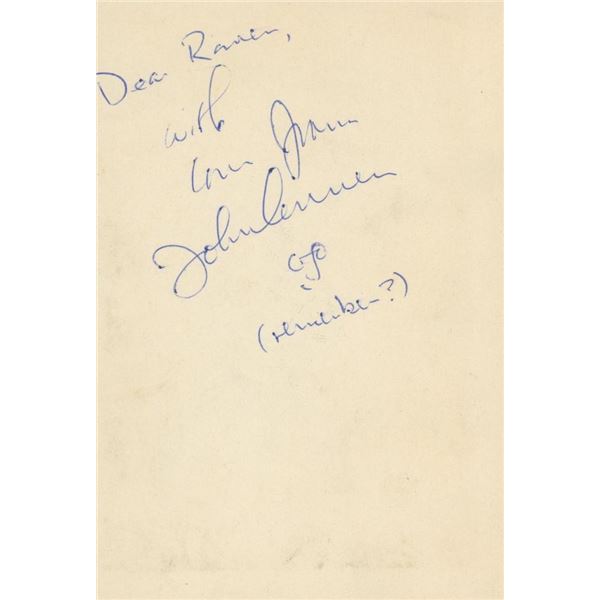 Dear Raven,
with
love from
John Lennon
(remember?)